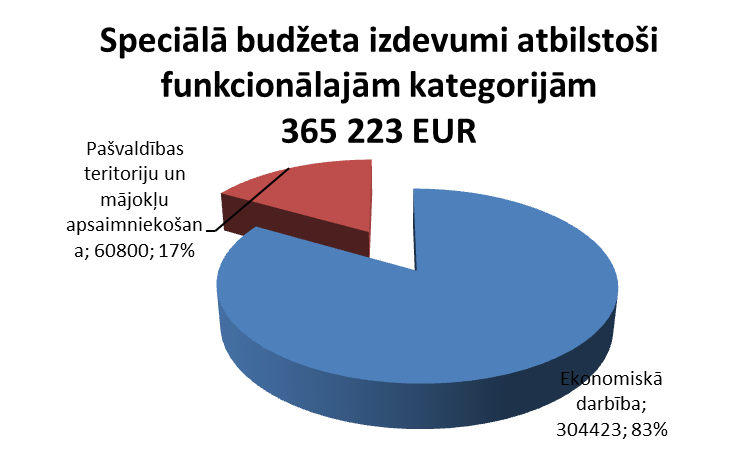 Speciālā budžeta izdevumi atbilstoši
funkcionālajām kategorijām
365 223 EUR
Pašvaldības
teritoriju un
mājokļu
apsaimniekošan
a; 60800; 17%
Ekonomiskā
darbība;
304423; 83%